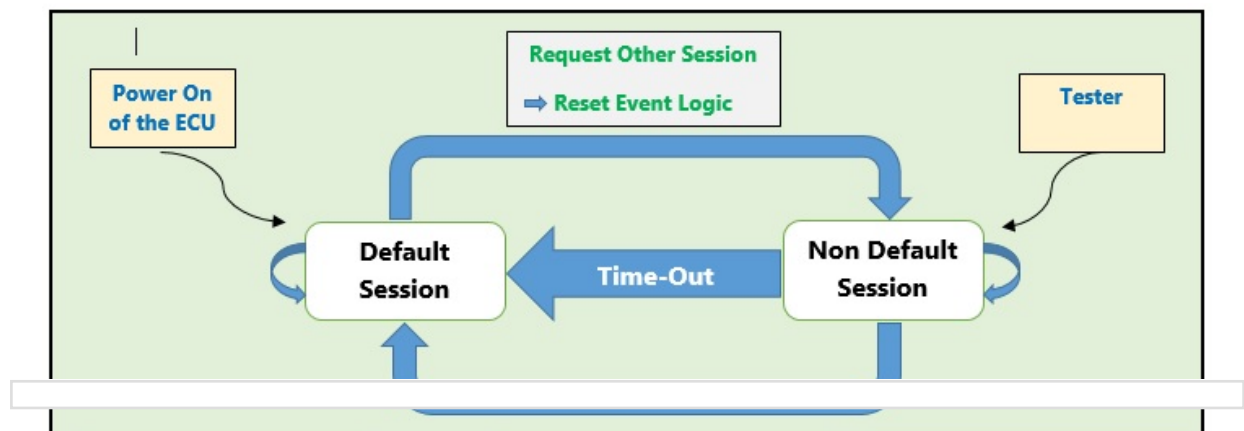 Request Other Session
Reset Event Logic
Power On
of the ECU
Tester
Default
Session
Time-Out
Non Default
Session